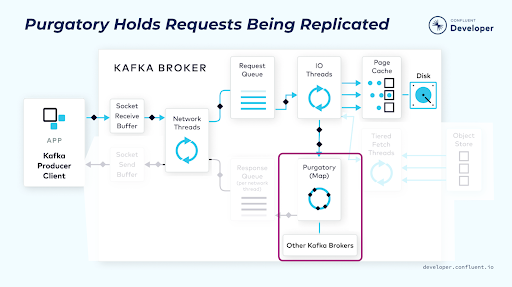 Purgatory Holds Requests Being Replicated
CONFLUENT
Developer
KAFKA BROKER
Request
Queue
IO
Threads
Page
Cache
Disk
Socket
Receive
Buffer
Network
Threads
APP
Kafka
Producer
Client
Socket
Send
Buffer
Response
Queue
(per network
thread)
Purgatory
(Map)
Tiered
Fetch
Threads
Object
Store
Other Kafka Brokers
developer.confluent.io